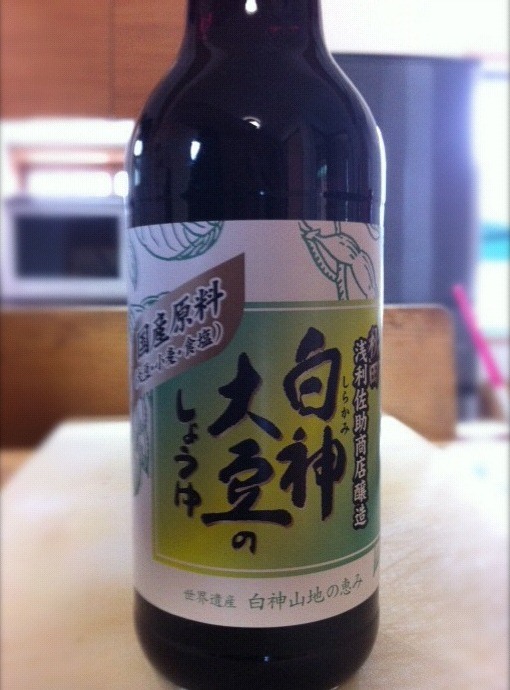 国産原料
(大豆・小麦・食塩)
秋田
浅利佐助商店醸造
白神
しらかみ
大豆の
しょうゆ
世界遺産 白神山地の恵み